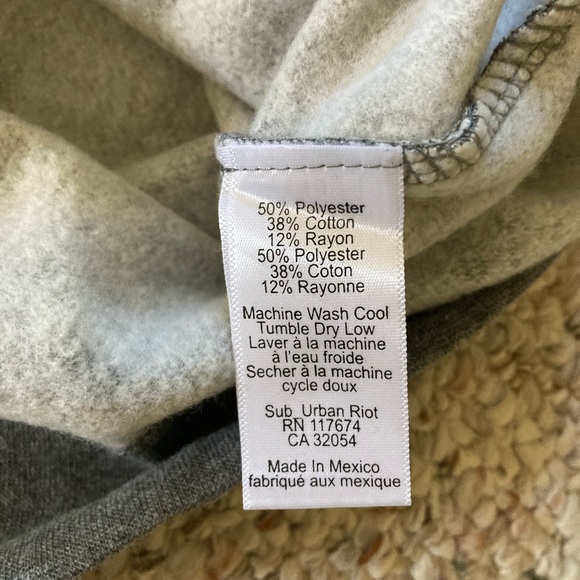 50% Polyester
38% Cotton
12% Rayon
50% Polyester
38% Coton
12% Rayonne
Machine Wash Cool
Tumble Dry Low
Laver à la machine
à l'eau froide
Secher à la machine
cycle doux
Sub_Urban Riot
RN 117674
CA 32054
Made In Mexico
fabriqué aux mexique